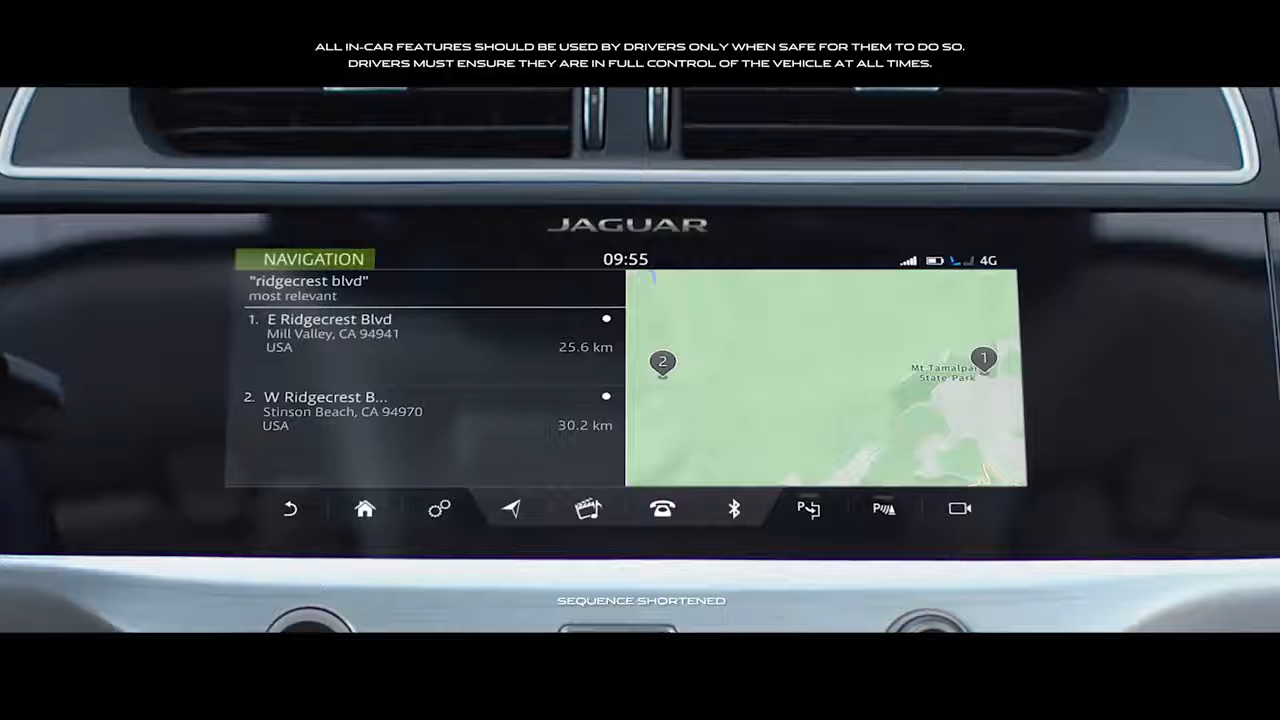 ALL IN-CAR FEATURES SHOULD BE USED BY DRIVERS ONLY WHEN SAFE FOR THEM TO DO SO.
DRIVERS MUST ENSURE THEY ARE IN FULL CONTROL OF THE VEHICLE AT ALL TIMES.
JAGUAR
NAVIGATION
09:55
4G
"ridgecrest blvd"
most relevant
1. E Ridgecrest Blvd
Mill Valley, CA 94941
USA
25.6 km
2. W Ridgecrest B...
Stinson Beach, CA 94970
USA
30.2 km
2
1
Mt Tamalpai
State Park
P
P
SEQUENCE SHORTENED